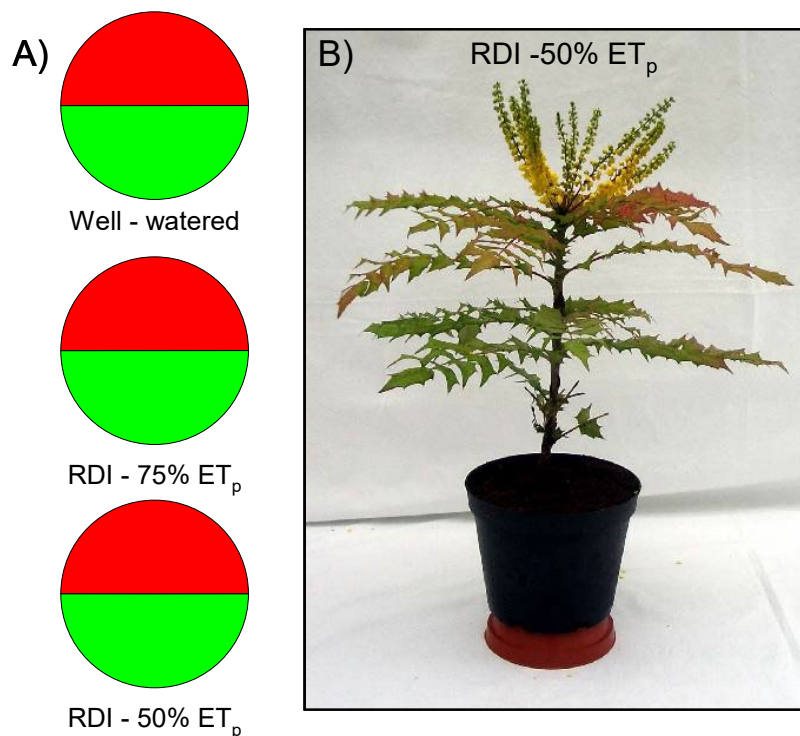 A)
Well - watered
RDI - 75% ETp
RDI - 50% ETp
B)
RDI -50% ETp